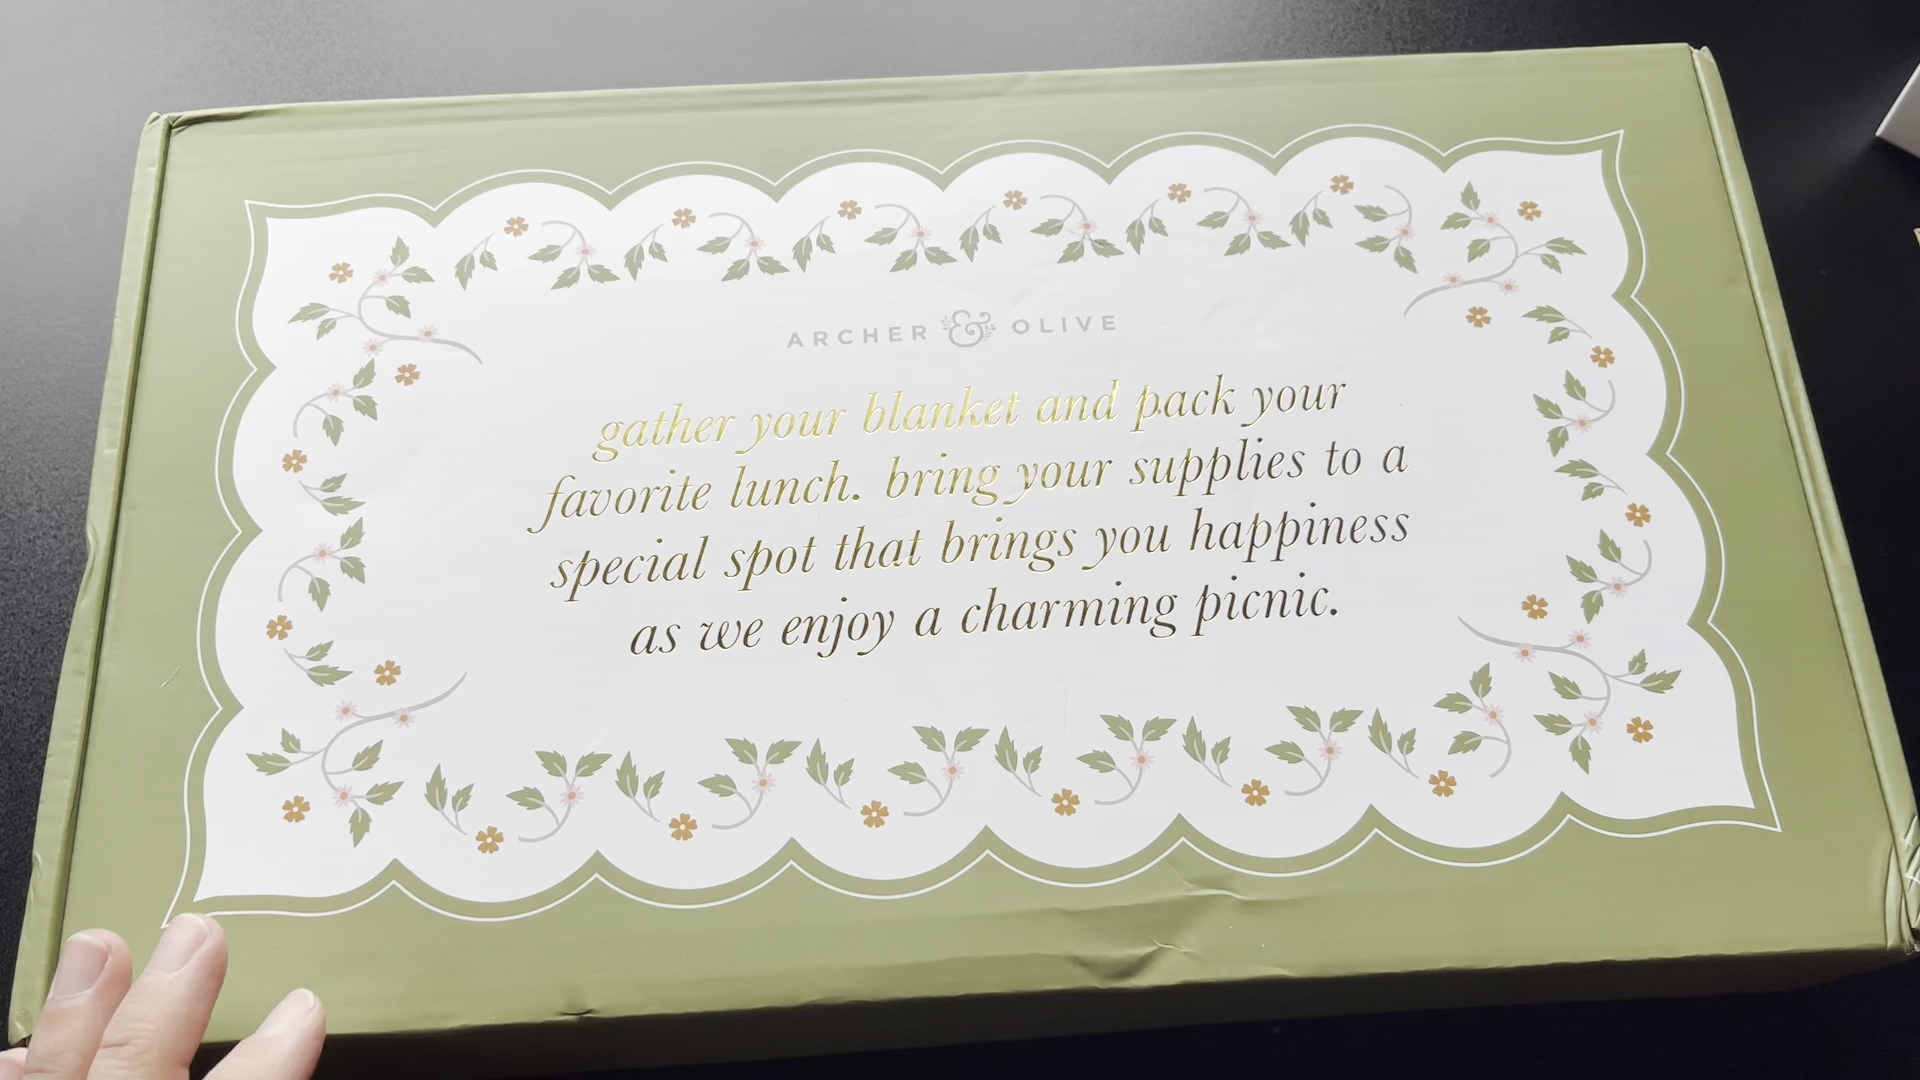 ARCHER & OLIVE
gather your blanket and pack your
favorite lunch. bring your supplies to a
special spot that brings you happiness
as we enjoy a charming picnic.